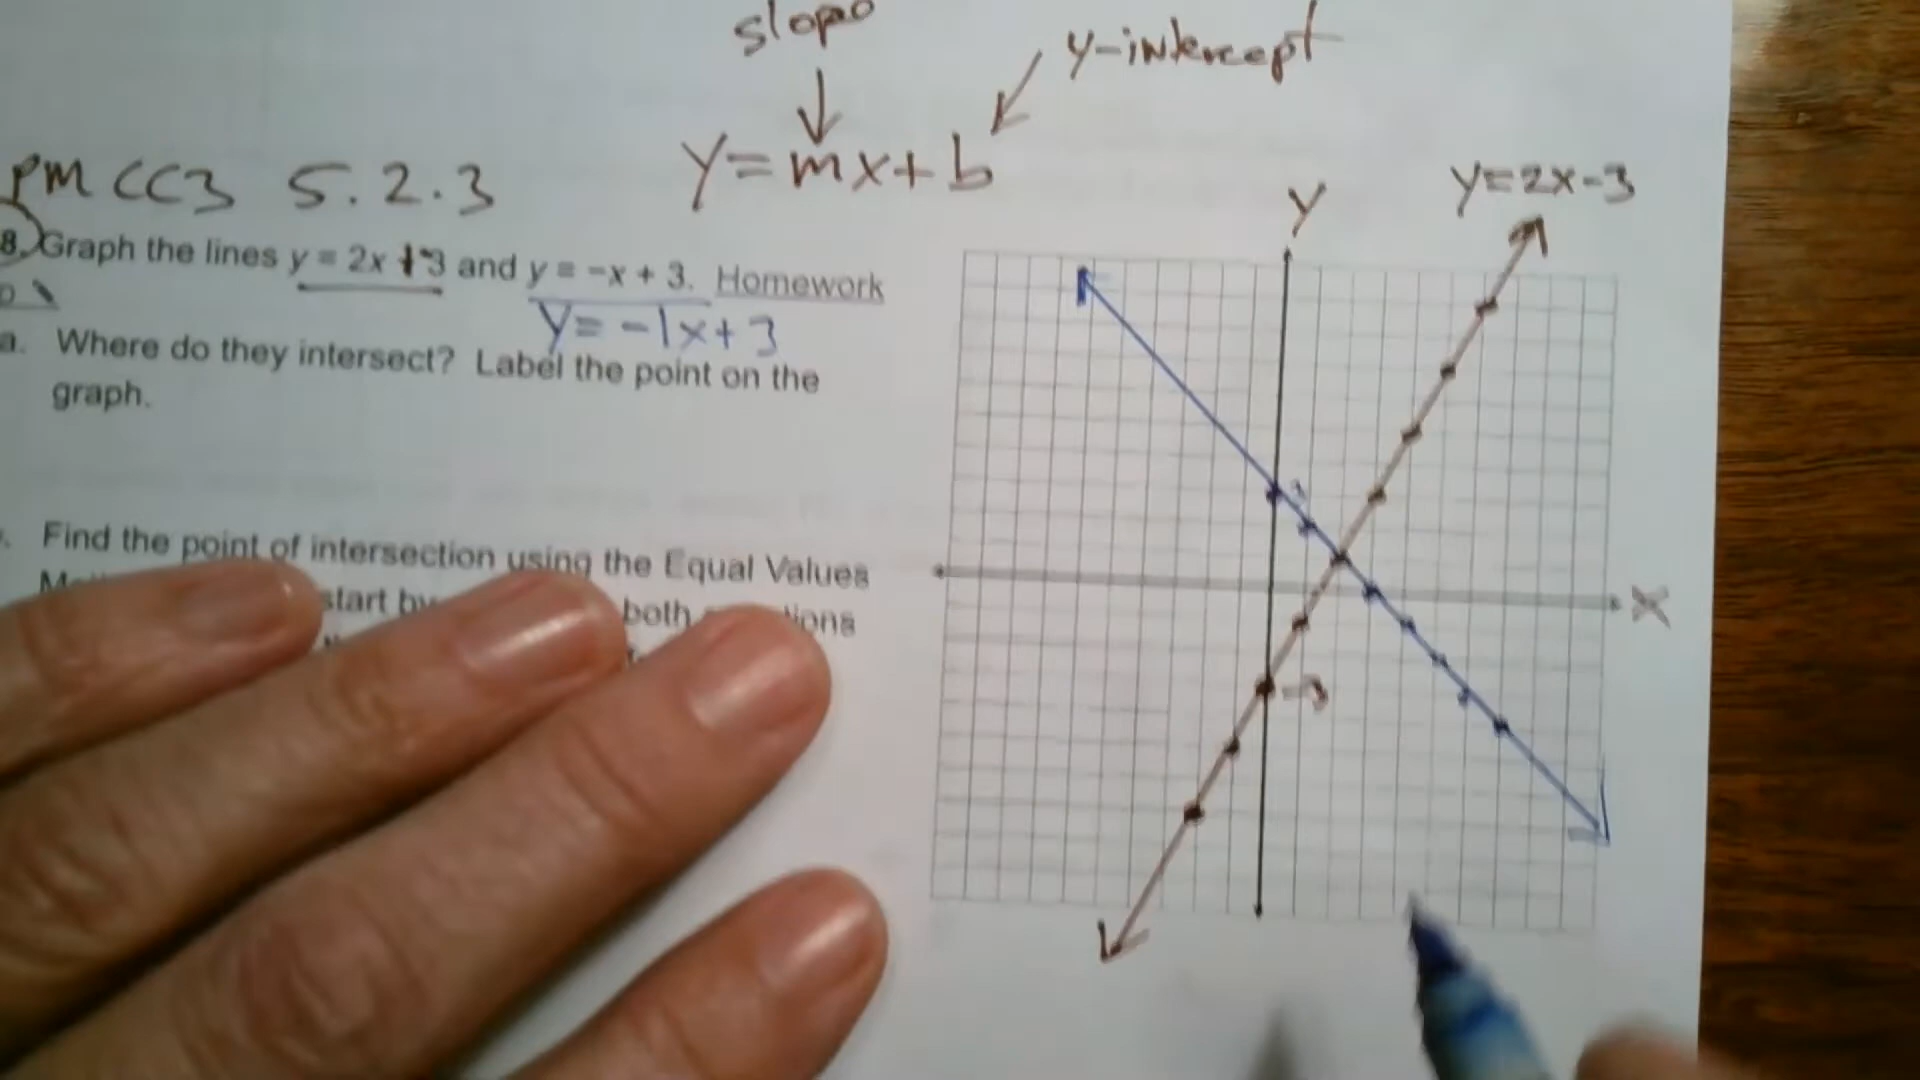 slope
y-intercept
y=mx+b
PM CC3 5.2.3
Y
y=2x-3
8. Graph the lines y = 2x - 3 and y = -x + 3. Homework
y=-1x+3
a. Where do they intersect? Label the point on the
graph.
3
X
-3
. Find the point of intersection using the Equal Values
start by both